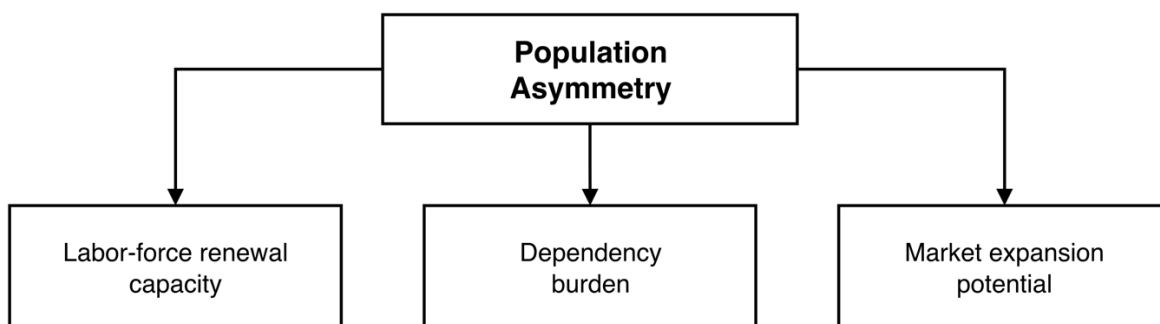 Population
Asymmetry
Labor-force renewal
capacity
Dependency
burden
Market expansion
potential